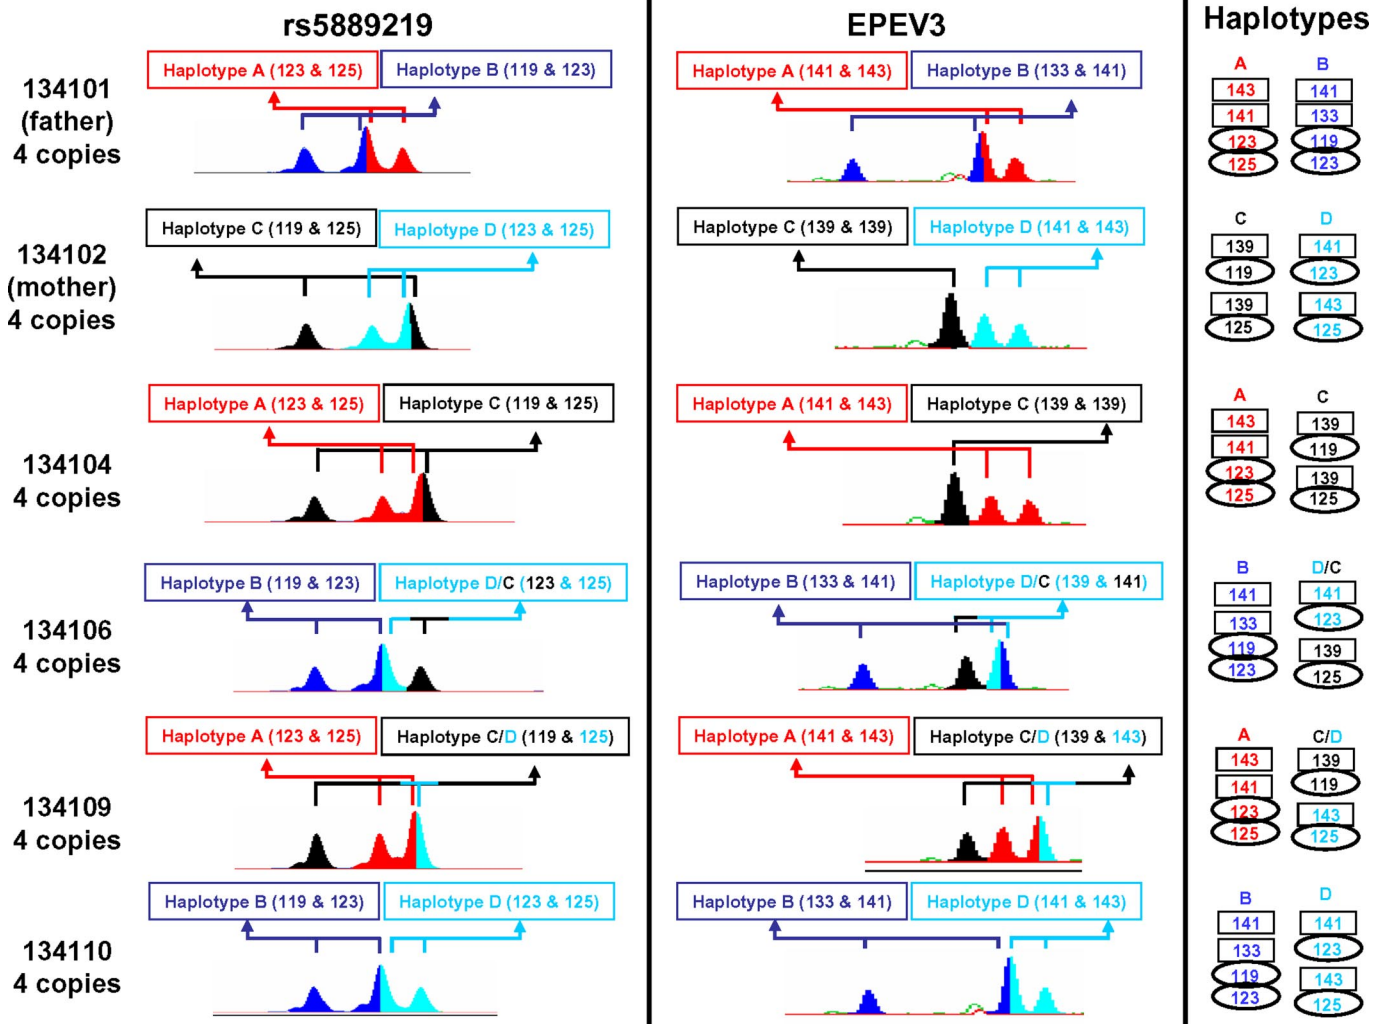 rs5889219
EPEV3
Haplotypes
134101
(father)
4 copies
Haplotype A (123 & 125)
Haplotype B (119 & 123)
Haplotype A (141 & 143)
Haplotype B (133 & 141)
A
B
143
141
141
133
123
119
125
123
134102
(mother)
4 copies
Haplotype C (119 & 125)
Haplotype D (123 & 125)
Haplotype C (139 & 139)
Haplotype D (141 & 143)
C
D
139
141
119
123
139
143
125
125
134104
4 copies
Haplotype A (123 & 125)
Haplotype C (119 & 125)
Haplotype A (141 & 143)
Haplotype C (139 & 139)
A
C
143
139
141
119
123
139
125
125
134106
4 copies
Haplotype B (119 & 123)
Haplotype D/C (123 & 125)
Haplotype B (133 & 141)
Haplotype D/C (139 & 141)
B
D/C
141
141
133
123
119
139
123
125
134109
4 copies
Haplotype A (123 & 125)
Haplotype C/D (119 & 125)
Haplotype A (141 & 143)
Haplotype C/D (139 & 143)
A
C/D
143
139
141
119
123
143
125
125
134110
4 copies
Haplotype B (119 & 123)
Haplotype D (123 & 125)
Haplotype B (133 & 141)
Haplotype D (141 & 143)
B
D
141
141
133
123
119
143
123
125